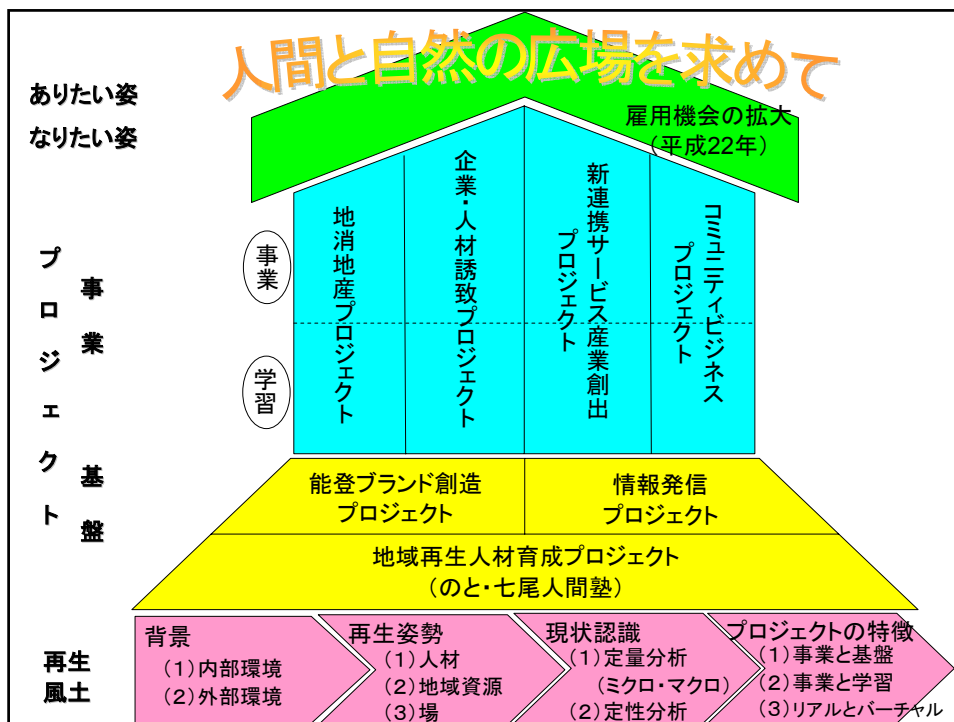 人間と自然の広場を求めて
ありたい姿
なりたい姿
雇用機会の拡大
(平成22年)
プロジェクト
事業
基盤
事業
学習
地消地産プロジェクト
企業・人材誘致プロジェクト
新連携サービス産業創出
プロジェクト
コミュニティビジネス
プロジェクト
能登ブランド創造
プロジェクト
情報発信
プロジェクト
地域再生人材育成プロジェクト
(のと・七尾人間塾)
再生
風土
背景
(1)内部環境
(2)外部環境
再生姿勢
(1)人材
(2)地域資源
(3)場
現状認識
(1)定量分析
(ミクロ・マクロ)
(2)定性分析
プロジェクトの特徴
(1)事業と基盤
(2)事業と学習
(3)リアルとバーチャル